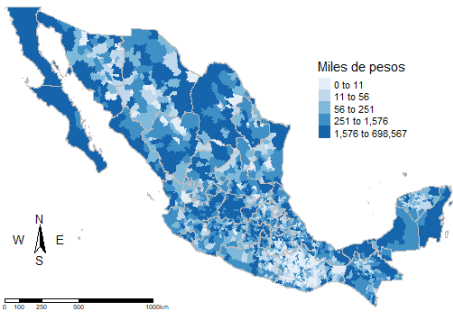 Miles de pesos
0 to 11
11 to 56
56 to 251
251 to 1,576
1,576 to 698,567
N
W E
S
0 100 250 500 1000km